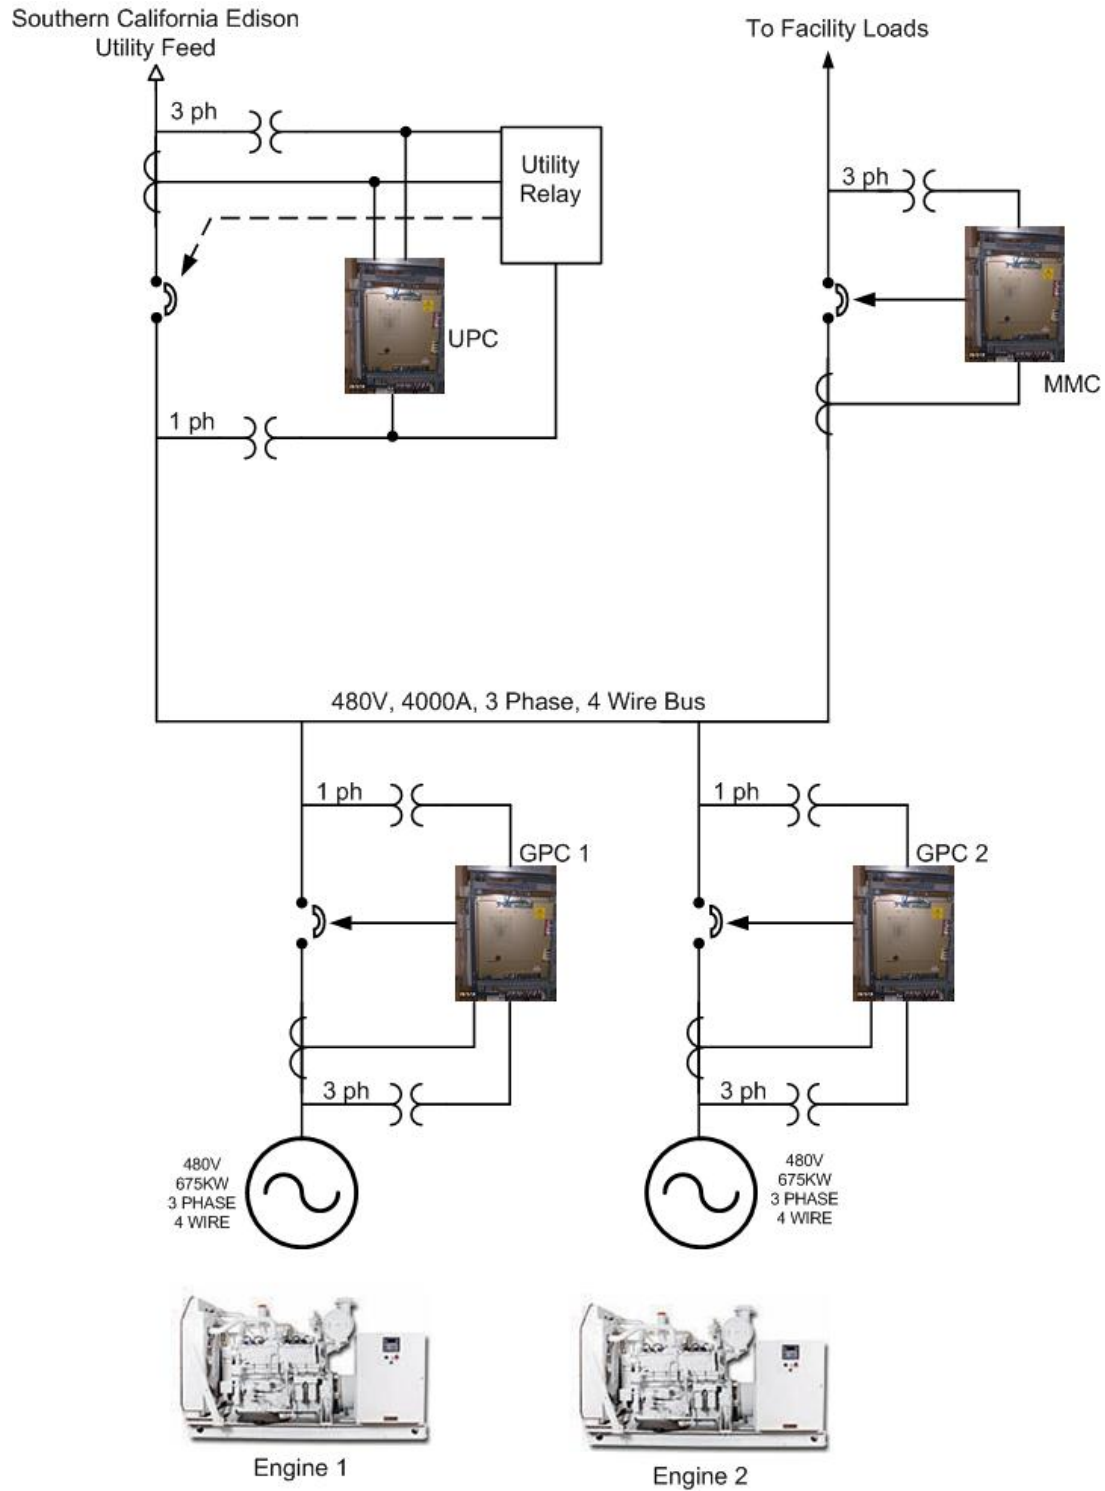 Southern California Edison
Utility Feed
To Facility Loads
3 ph
Utility
Relay
3 ph
UPC
MMC
1 ph
480V, 4000A, 3 Phase, 4 Wire Bus
1 ph
1 ph
GPC 1
GPC 2
3 ph
3 ph
480V
675KW
3 PHASE
4 WIRE
480V
675KW
3 PHASE
4 WIRE
Engine 1
Engine 2